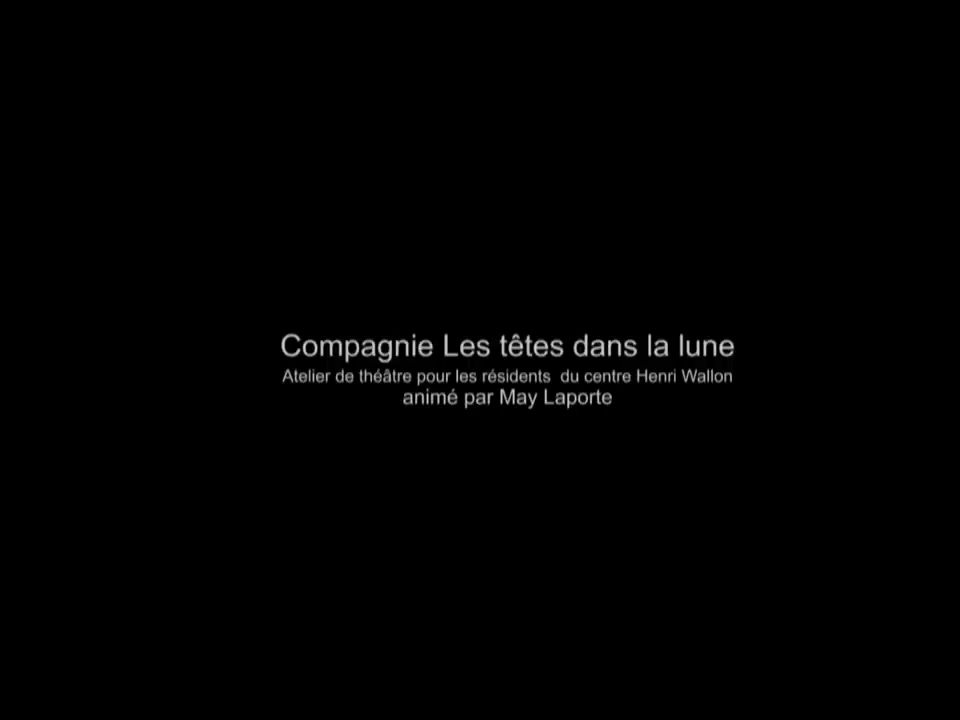 Compagnie Les têtes dans la lune
Atelier de théâtre pour les résidents  du centre Henri Wallon
animé par May Laporte